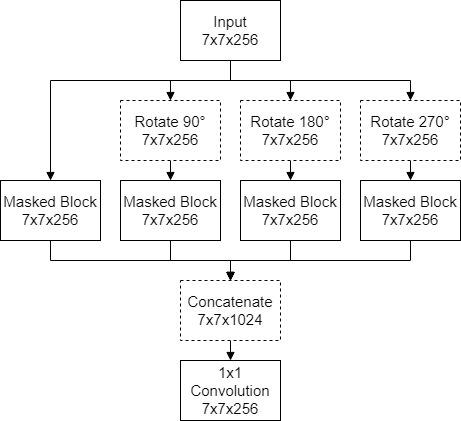 Input
7x7x256
Rotate 90°
7x7x256
Rotate 180°
7x7x256
Rotate 270°
7x7x256
Masked Block
7x7x256
Masked Block
7x7x256
Masked Block
7x7x256
Masked Block
7x7x256
Concatenate
7x7x1024
1x1
Convolution
7x7x256